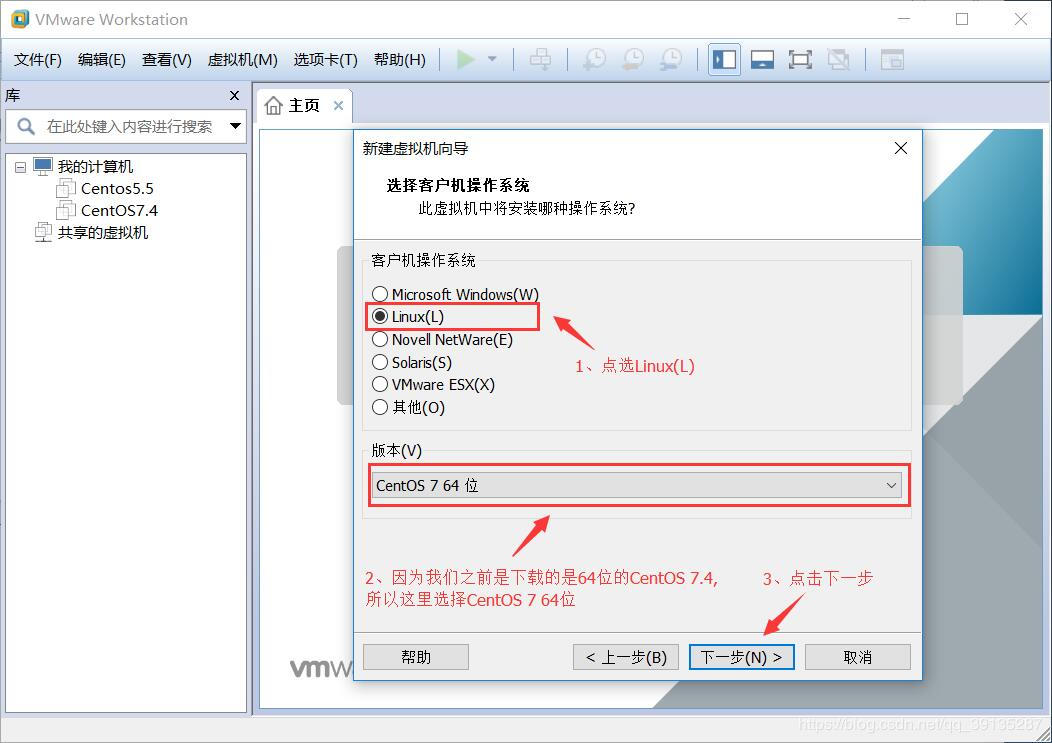 VMware Workstation
文件(F) 编辑(E) 查看(V) 虚拟机(M) 选项卡(T) 帮助(H)
库
在此处键入内容进行搜索
我的计算机
Centos5.5
CentOS7.4
共享的虚拟机
主页
新建虚拟机向导
选择客户机操作系统
此虚拟机中将安装哪种操作系统?
客户机操作系统
Microsoft Windows(W)
Linux(L)
Novell NetWare(E)
Solaris(S)
VMware ESX(X)
其他(O)
1、点选Linux(L)
版本(V)
CentOS 7 64 位
2、因为我们之前是下载的是64位的CentOS 7.4,
所以这里选择CentOS 7 64位
3、点击下一步
帮助 < 上一步(B) 下一步(N) > 取消
vmw
https://blog.csdn.net/qq_39135287